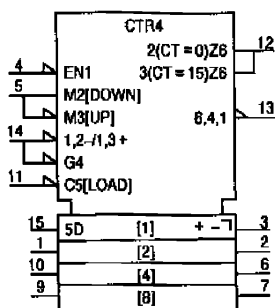 CTR4
2(CT = 0)Z6 12
4 EN1 3(CT = 15)Z6
5 M2[DOWN]
M3[UP] 6,4,1 13
14 1,2–/1,3 +
G4
11 C5[LOAD]
15 5D [1] + – ¬ 3
1 [2] 2
10 [4] 6
9 [8] 7